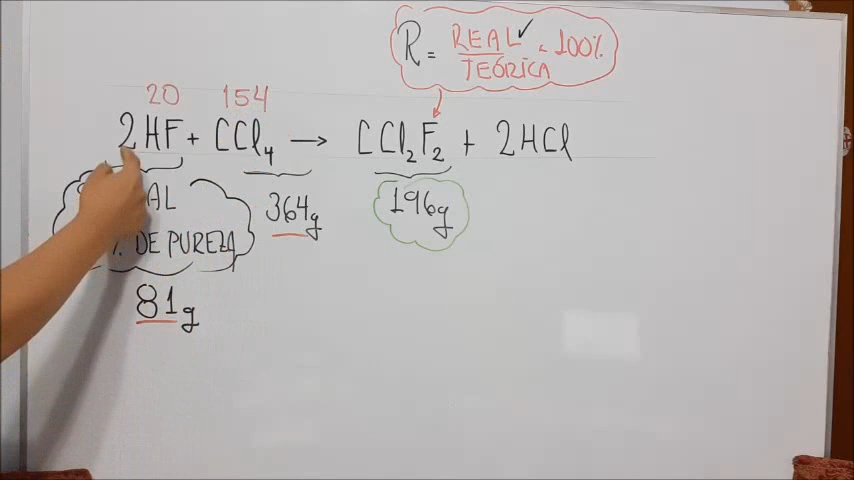 R = REAL ✓ . 100%
TEÓRICA
20 154
2HF + CCl₄ → CCl₂F₂ + 2HCl
364g 196g
% DE PUREZA
81g